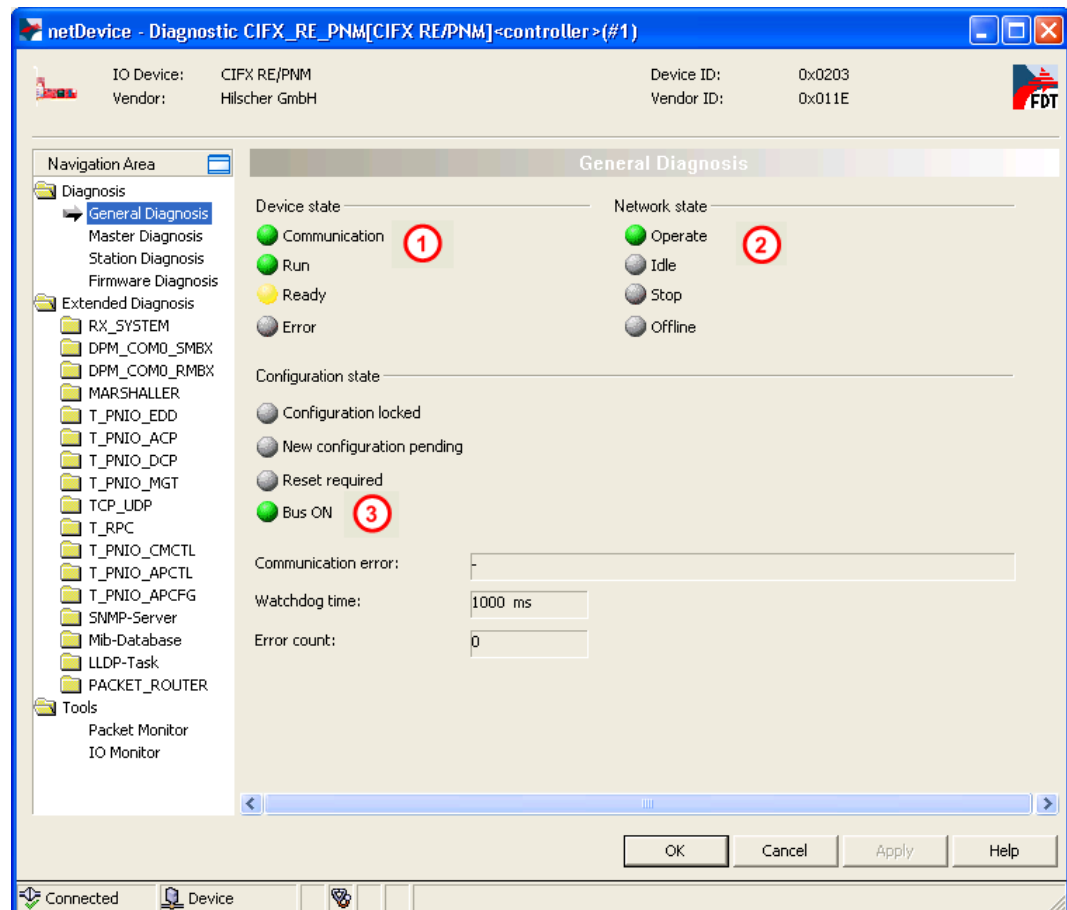 netDevice - Diagnostic CIFX_RE_PNM[CIFX RE/PNM]<controller>(#1)
IO Device: CIFX RE/PNM Device ID: 0x0203
Vendor: Hilscher GmbH Vendor ID: 0x011E
FDT
Navigation Area
Diagnosis
General Diagnosis
Master Diagnosis
Station Diagnosis
Firmware Diagnosis
Extended Diagnosis
RX_SYSTEM
DPM_COM0_SMBX
DPM_COM0_RMBX
MARSHALLER
T_PNIO_EDD
T_PNIO_ACP
T_PNIO_DCP
T_PNIO_MGT
TCP_UDP
T_RPC
T_PNIO_CMCTL
T_PNIO_APCTL
T_PNIO_APCFG
SNMP-Server
Mib-Database
LLDP-Task
PACKET_ROUTER
Tools
Packet Monitor
IO Monitor
General Diagnosis
Device state
Communication 1
Run
Ready
Error
Network state
Operate 2
Idle
Stop
Offline
Configuration state
Configuration locked
New configuration pending
Reset required
Bus ON 3
Communication error: -
Watchdog time: 1000 ms
Error count: 0
OK Cancel Apply Help
Connected Device